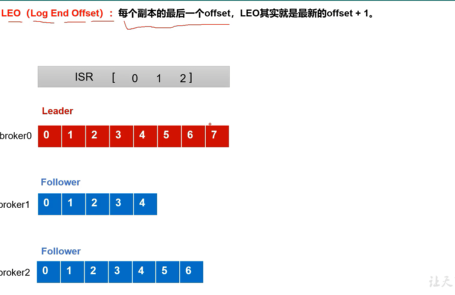 LEO（Log End Offset）：每个副本的最后一个offset，LEO其实就是最新的offset + 1。
ISR [ 0 1 2 ]
Leader
broker0 0 1 2 3 4 5 6 7
Follower
broker1 0 1 2 3 4
Follower
broker2 0 1 2 3 4 5 6